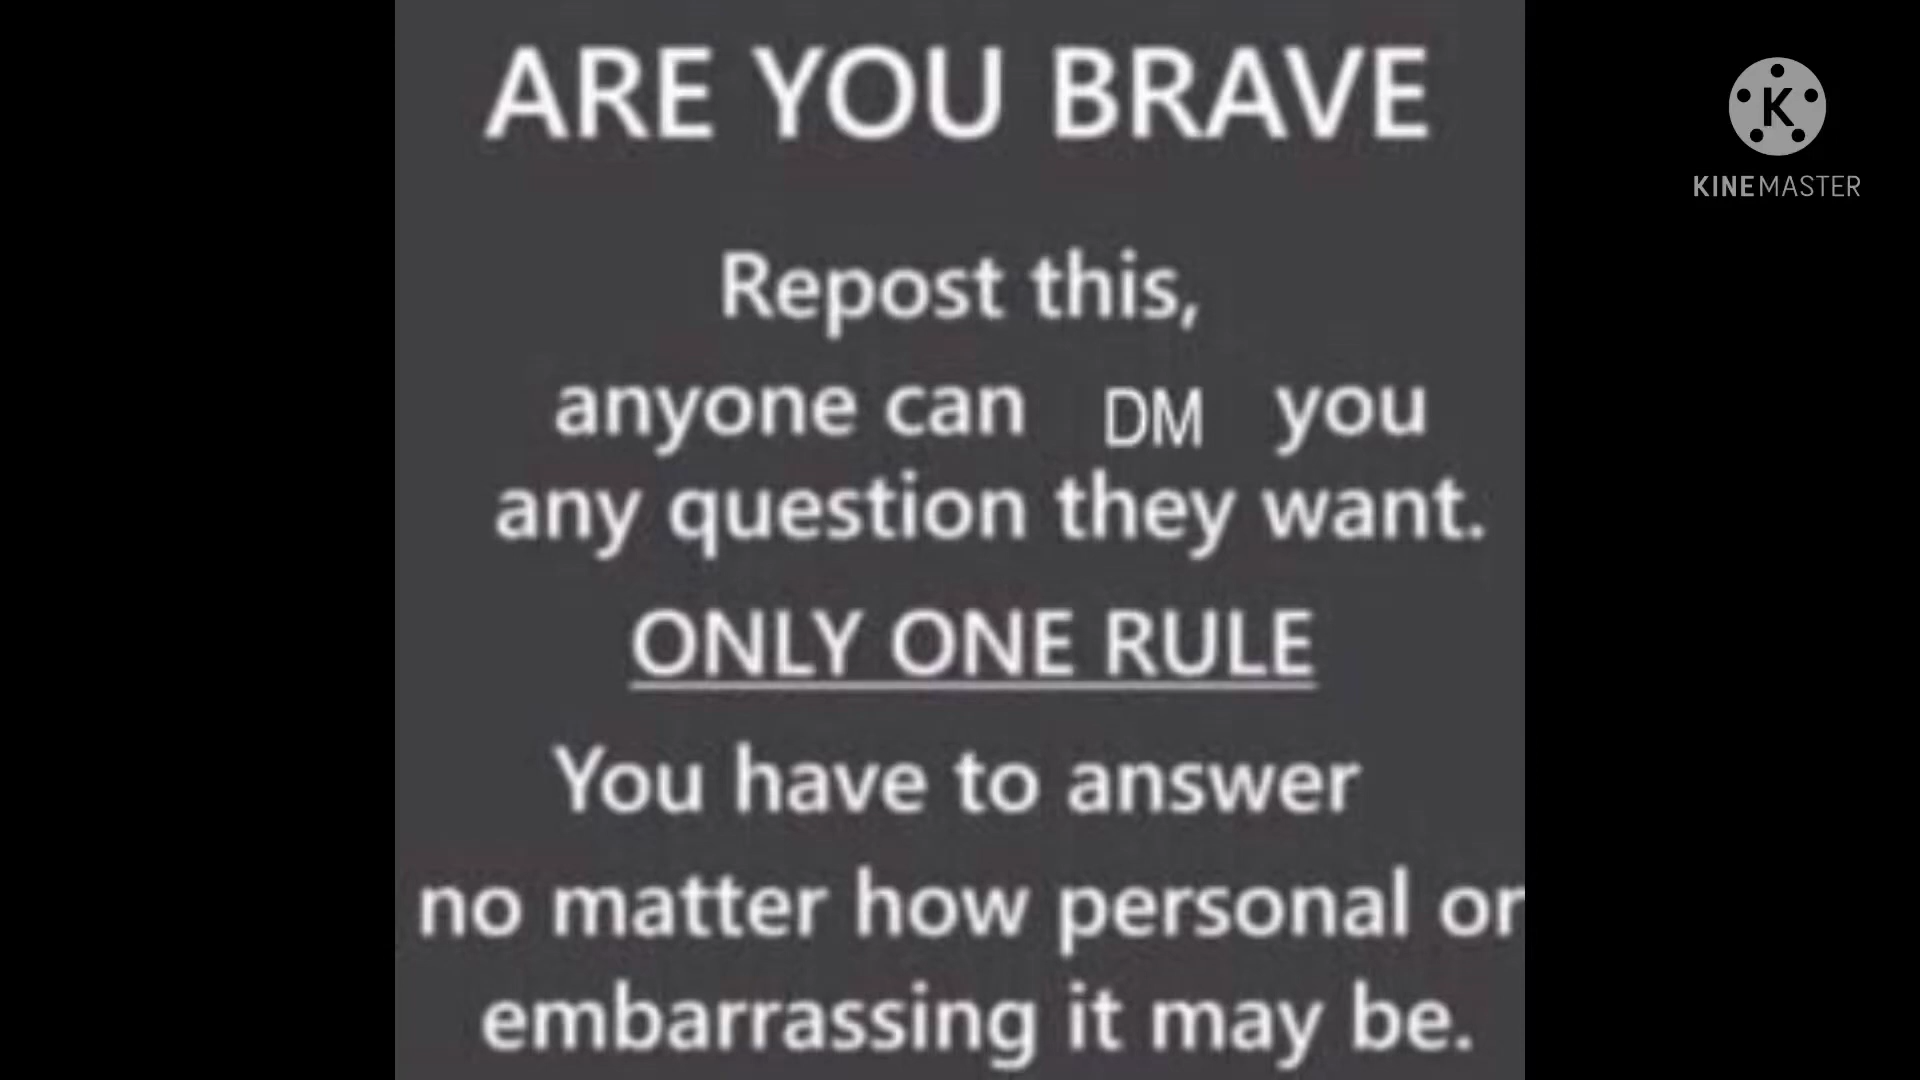 ARE YOU BRAVE
Repost this,
anyone can DM you
any question they want.
ONLY ONE RULE
You have to answer
no matter how personal or
embarrassing it may be.
K
KINEMASTER